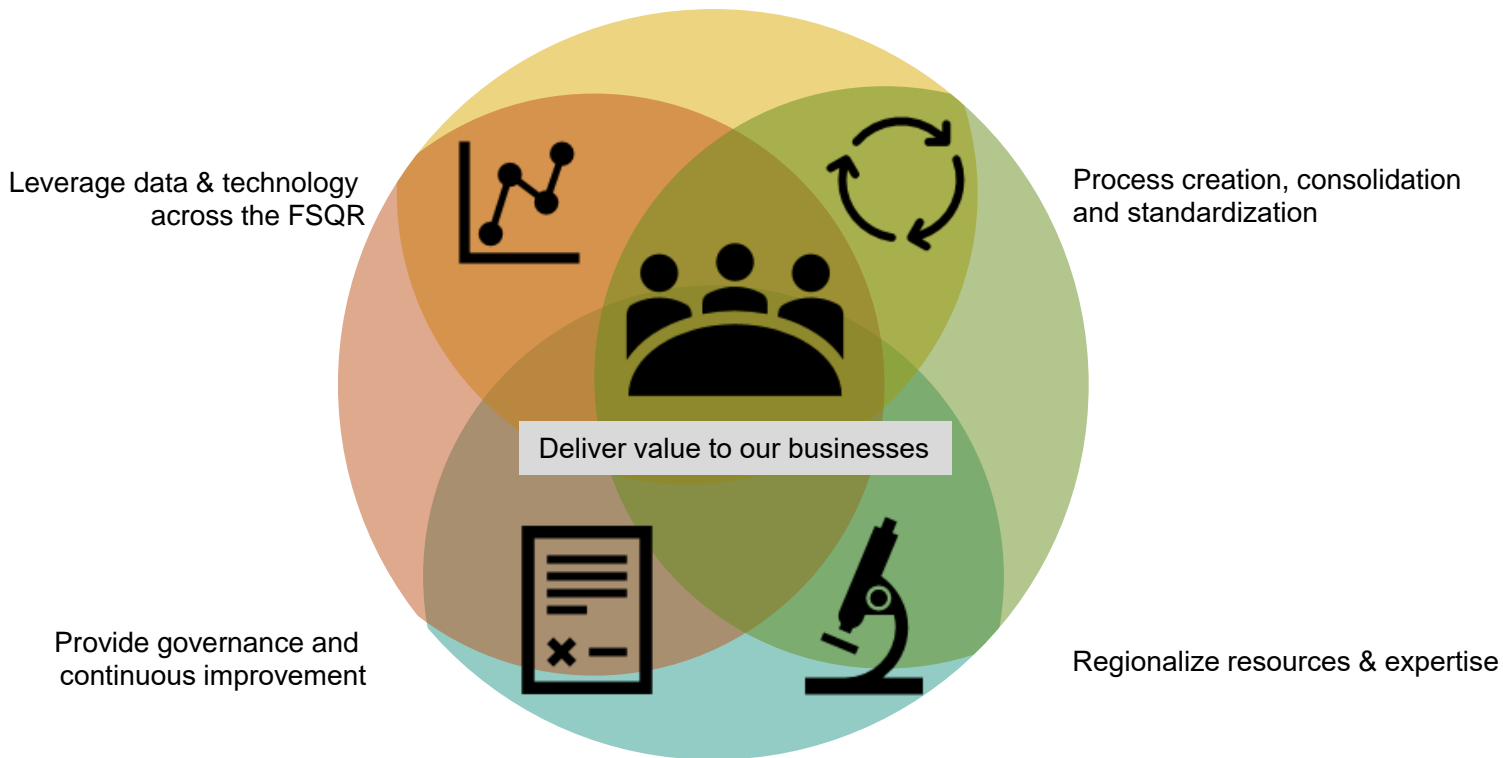 Leverage data & technology
across the FSQR
Process creation, consolidation
and standardization
Deliver value to our businesses
Provide governance and
continuous improvement
Regionalize resources & expertise